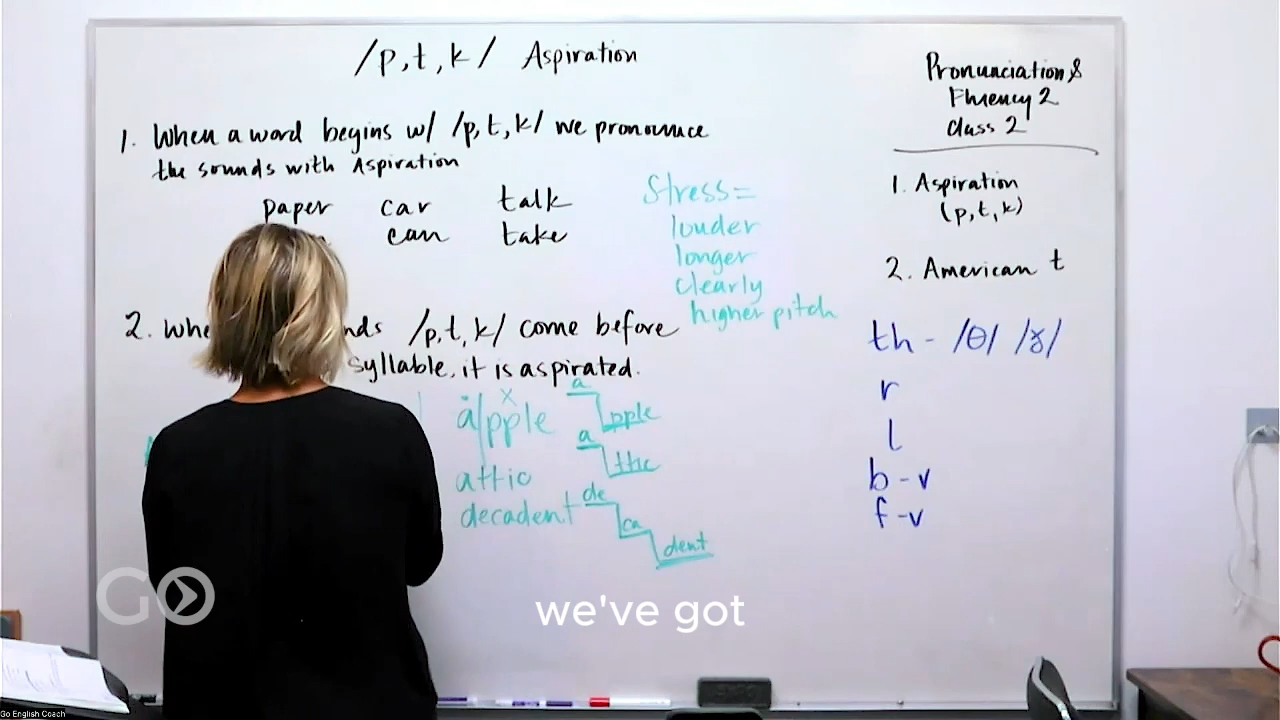 /p,t,k/ Aspiration
1. When a word begins w/ /p,t,k/ we pronounce
the sounds with Aspiration
paper car talk
can take
Stress=
louder
longer
clearly
higher pitch
2. whe nds /p,t,k/ come before
syllable, it is aspirated.
a/pple x
a
pple
attic
a
decadent
de
ca
dent
Pronunciation &
Fluency 2
Class 2
1. Aspiration
(p,t,k)
2. American t
th - /θ/ /ɣ/
r
l
b-v
f-v
GO
we've got
Go English Coach